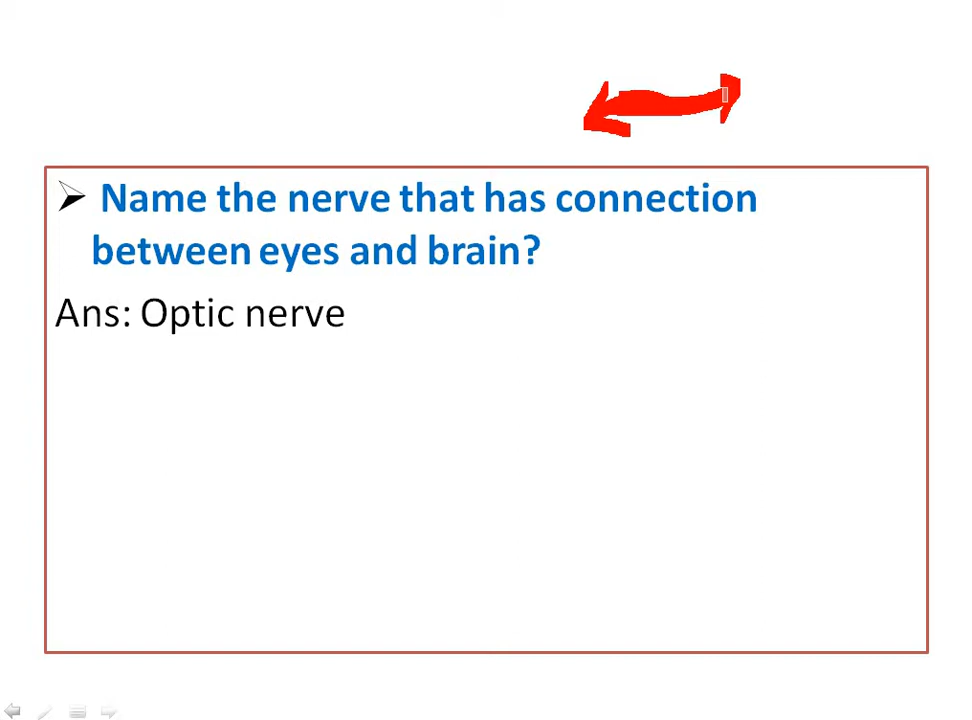 ➢ Name the nerve that has connection
between eyes and brain?
Ans: Optic nerve